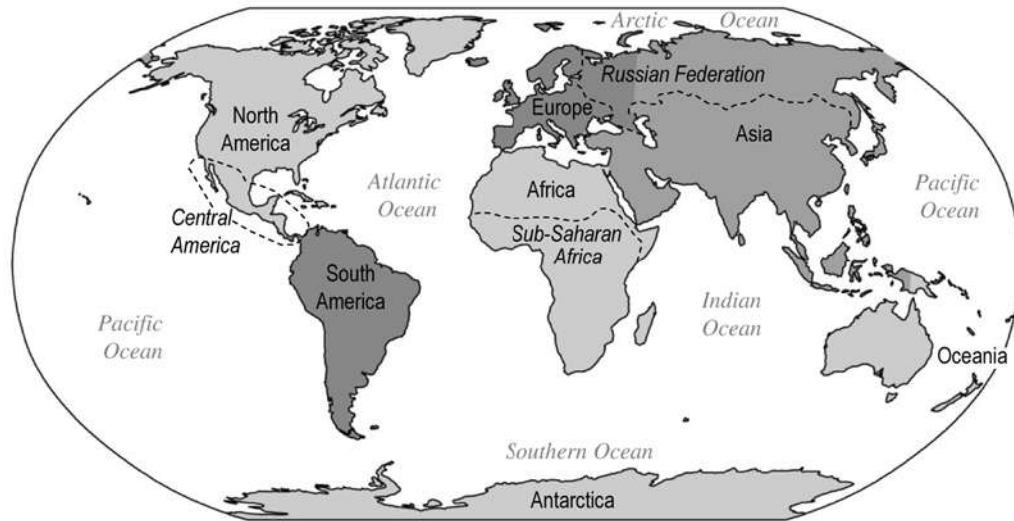 Arctic Ocean
Russian Federation
North
America
Europe
Asia
Atlantic
Ocean
Africa
Pacific
Ocean
Central
America
Sub-Saharan
Africa
South
America
Indian
Ocean
Pacific
Ocean
Oceania
Southern Ocean
Antarctica